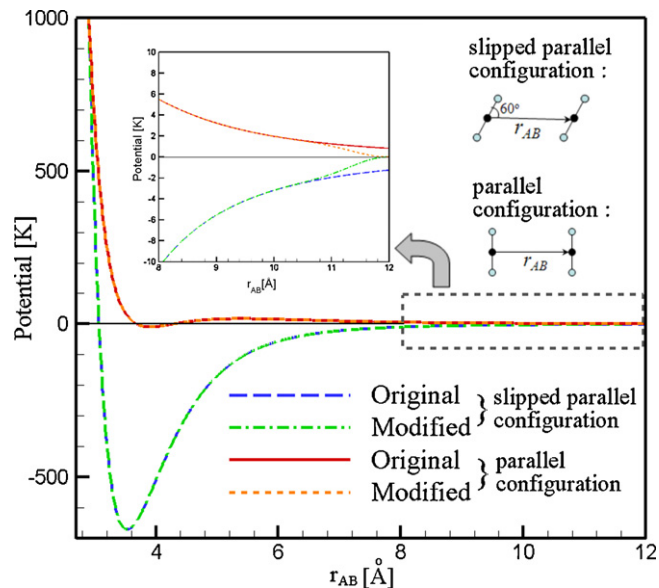 1000
500
0
-500
Potential [K]
4
6
8
10
12
r_AB [Å]
10
8
6
4
2
0
-2
-4
-6
-8
-10
Potential [K]
8
9
10
11
12
r_AB[Å]
slipped parallel
configuration :
60°
r_AB
parallel
configuration :
r_AB
Original
Modified
} slipped parallel
configuration
Original
Modified
} parallel
configuration